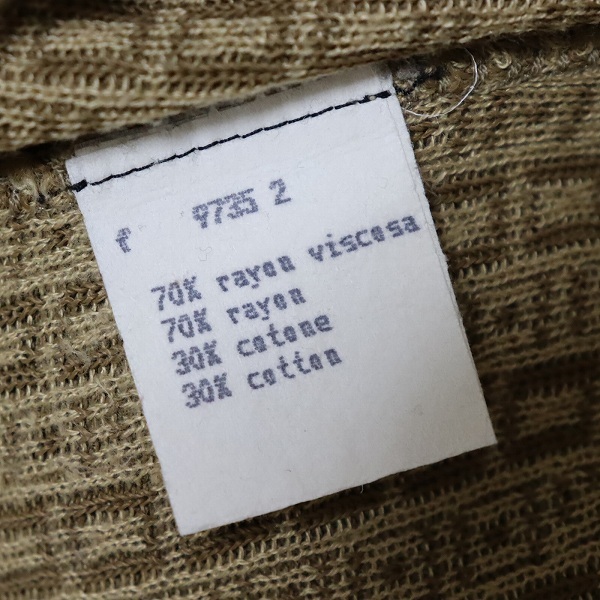 f 9735 2
70% rayon viscosa
70% rayon
30% cotone
30% cotton